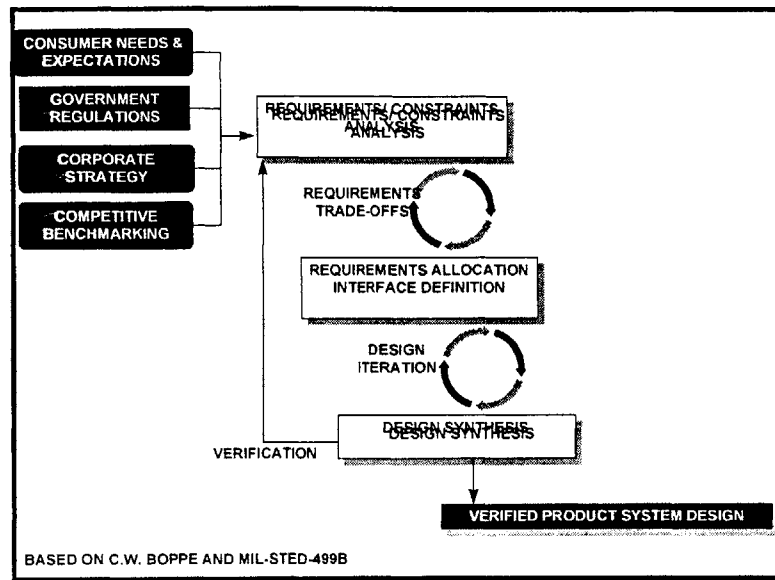 CONSUMER NEEDS &
EXPECTATIONS
GOVERNMENT
REGULATIONS
CORPORATE
STRATEGY
COMPETITIVE
BENCHMARKING
REQUIREMENTS/ CONSTRAINTS
ANALYSIS
REQUIREMENTS
TRADE-OFFS
REQUIREMENTS ALLOCATION
INTERFACE DEFINITION
DESIGN
ITERATION
DESIGN SYNTHESIS
VERIFICATION
VERIFIED PRODUCT SYSTEM DESIGN
BASED ON C.W. BOPPE AND MIL-STED-499B